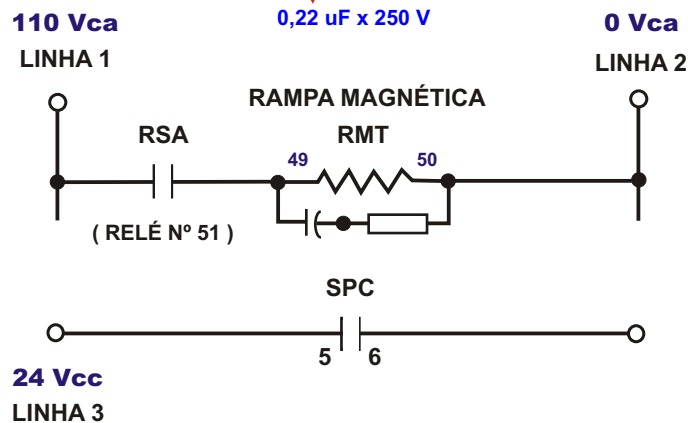 0,22 uF x 250 V
110 Vca
0 Vca
LINHA 1
LINHA 2
RAMPA MAGNÉTICA
RSA
RMT
49
50
( RELÉ Nº 51 )
SPC
5
6
24 Vcc
LINHA 3